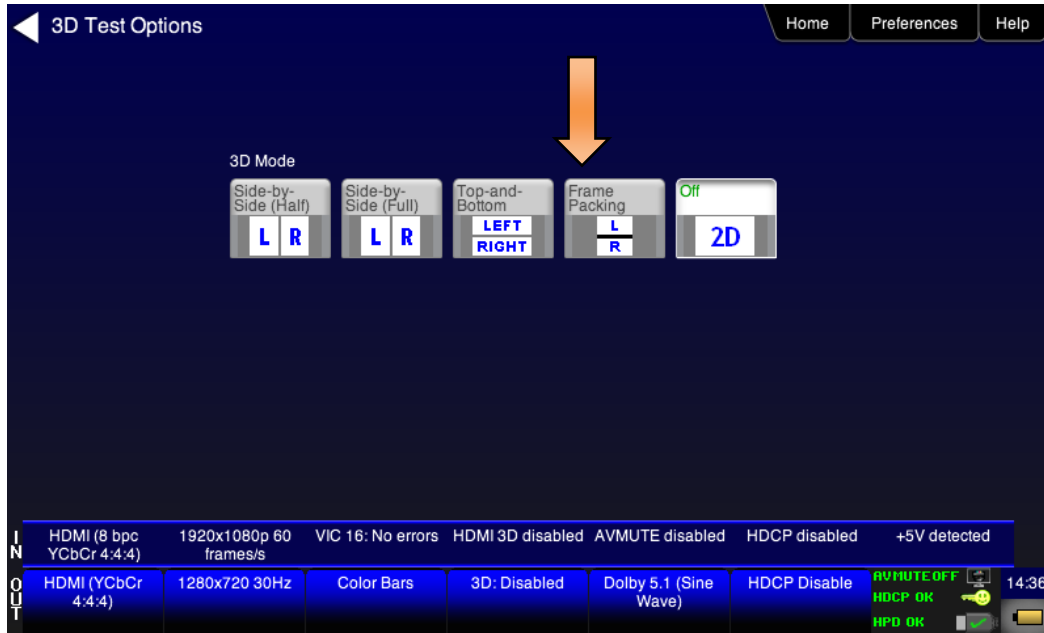 3D Test Options
Home
Preferences
Help
3D Mode
Side-by-
Side (Half)
L R
Side-by-
Side (Full)
L R
Top-and-
Bottom
LEFT
RIGHT
Frame
Packing
L
R
Off
2D
IN
HDMI (8 bpc
YCbCr 4:4:4)
1920x1080p 60
frames/s
VIC 16: No errors
HDMI 3D disabled
AVMUTE disabled
HDCP disabled
+5V detected
OUT
HDMI (YCbCr
4:4:4)
1280x720 30Hz
Color Bars
3D: Disabled
Dolby 5.1 (Sine
Wave)
HDCP Disable
AVMUTEOFF
HDCP OK
HPD OK
14:36